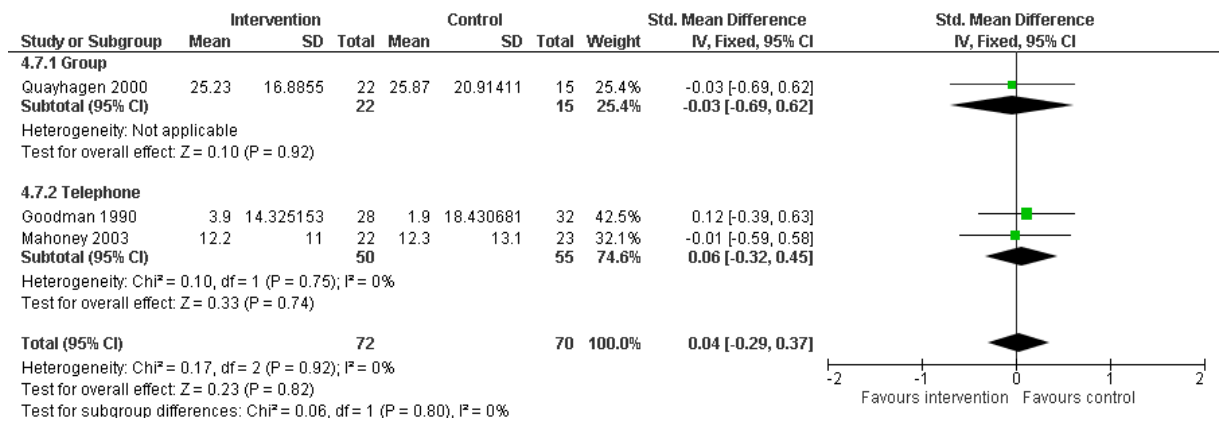 Intervention Control Std. Mean Difference Std. Mean Difference
Study or Subgroup Mean SD Total Mean SD Total Weight IV, Fixed, 95% CI IV, Fixed, 95% CI
4.7.1 Group
Quayhagen 2000 25.23 16.8855 22 25.87 20.91411 15 25.4% -0.03 [-0.69, 0.62]
Subtotal (95% CI) 22 15 25.4% -0.03 [-0.69, 0.62]
Heterogeneity: Not applicable
Test for overall effect: Z = 0.10 (P = 0.92)
4.7.2 Telephone
Goodman 1990 3.9 14.325153 28 1.9 18.430681 32 42.5% 0.12 [-0.39, 0.63]
Mahoney 2003 12.2 11 22 12.3 13.1 23 32.1% -0.01 [-0.59, 0.58]
Subtotal (95% CI) 50 55 74.6% 0.06 [-0.32, 0.45]
Heterogeneity: Chi² = 0.10, df = 1 (P = 0.75); I² = 0%
Test for overall effect: Z = 0.33 (P = 0.74)
Total (95% CI) 72 70 100.0% 0.04 [-0.29, 0.37]
Heterogeneity: Chi² = 0.17, df = 2 (P = 0.92); I² = 0%
Test for overall effect: Z = 0.23 (P = 0.82)
Test for subgroup differences: Chi² = 0.06, df = 1 (P = 0.80), I² = 0%
-2 -1 0 1 2
Favours intervention Favours control